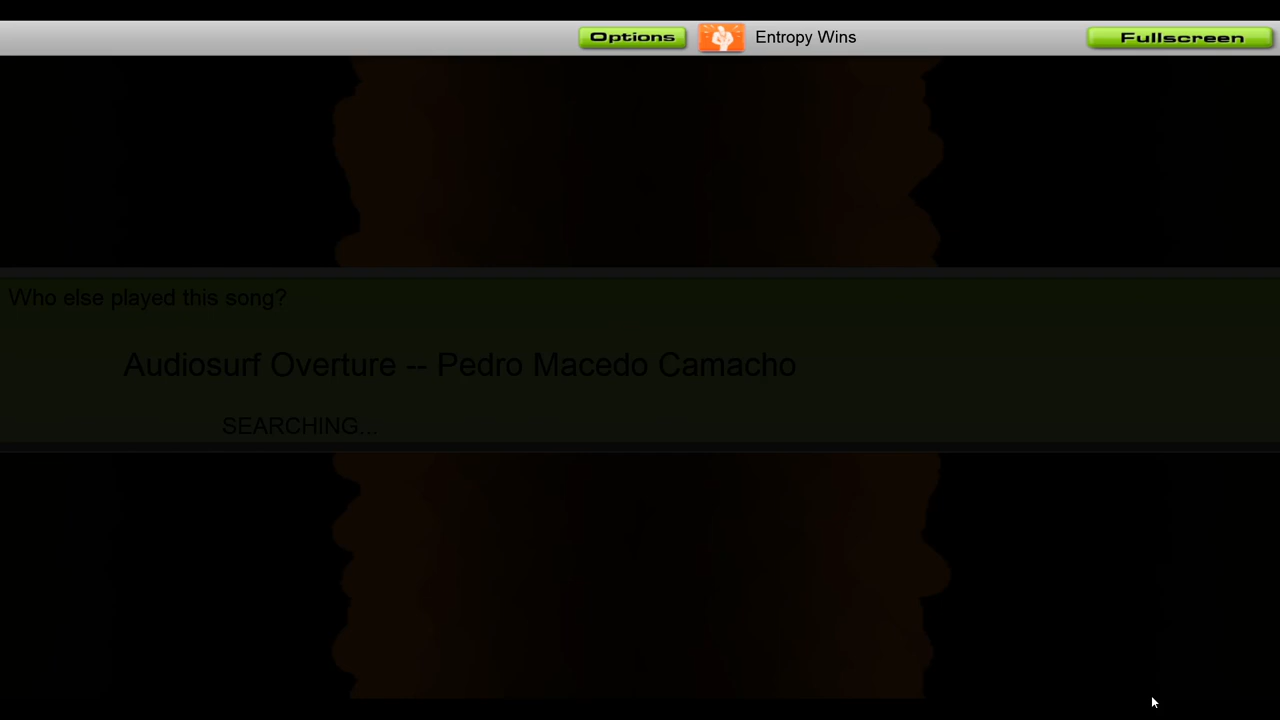 Options
Entropy Wins
Fullscreen
Who else played this song?
Audiosurf Overture -- Pedro Macedo Camacho
SEARCHING...